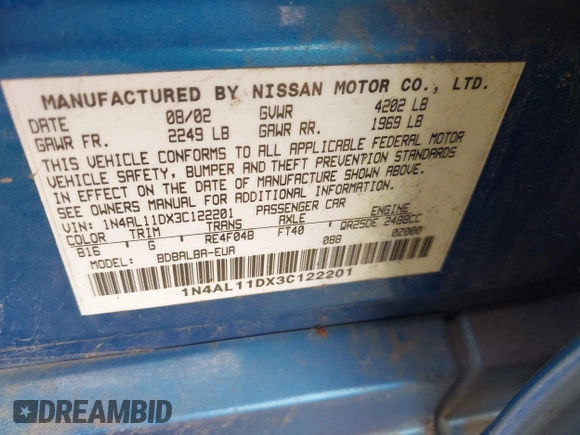 MANUFACTURED BY NISSAN MOTOR CO., LTD.
DATE 08/02 GVWR 4202 LB
GAWR FR. 2249 LB GAWR RR. 1969 LB
THIS VEHICLE CONFORMS TO ALL APPLICABLE FEDERAL MOTOR
VEHICLE SAFETY, BUMPER AND THEFT PREVENTION STANDARDS
IN EFFECT ON THE DATE OF MANUFACTURE SHOWN ABOVE.
SEE OWNERS MANUAL FOR ADDITIONAL INFORMATION
VIN: 1N4AL11DX3C122201 PASSENGER CAR
COLOR TRIM TRANS AXLE ENGINE
B16 G RE4F04B FT40 QR25DE 2488CC
088 02000
MODEL: BDBALBA-EUA
1N4AL11DX3C122201
DREAMBID